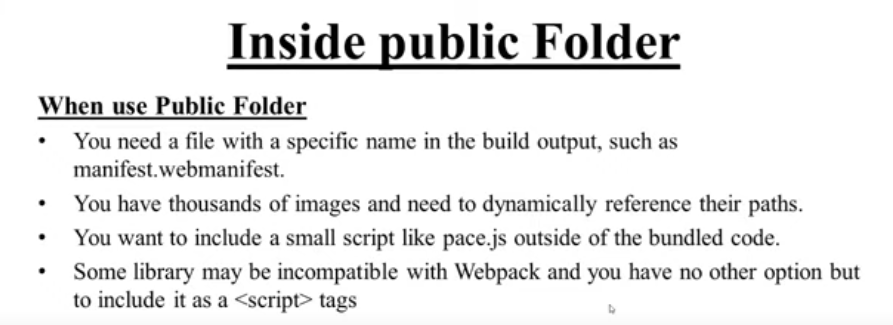 Inside public Folder
When use Public Folder
• You need a file with a specific name in the build output, such as
manifest.webmanifest.
• You have thousands of images and need to dynamically reference their paths.
• You want to include a small script like pace.js outside of the bundled code.
• Some library may be incompatible with Webpack and you have no other option but
to include it as a <script> tags